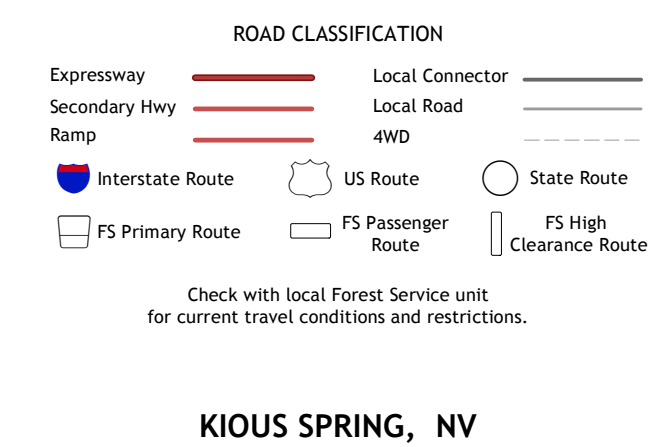 ROAD CLASSIFICATION
Expressway
Local Connector
Secondary Hwy
Local Road
Ramp
4WD
Interstate Route
US Route
State Route
FS Primary Route
FS Passenger
Route
FS High
Clearance Route
Check with local Forest Service unit
for current travel conditions and restrictions.
KIOUS SPRING, NV